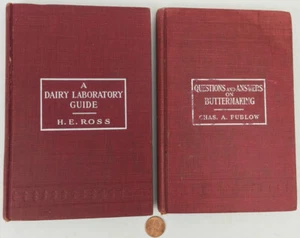 A
DAIRY LABORATORY
GUIDE
H. E. ROSS
QUESTIONS AND ANSWERS
ON
BUTTERMAKING
CHAS. A. PUBLOW